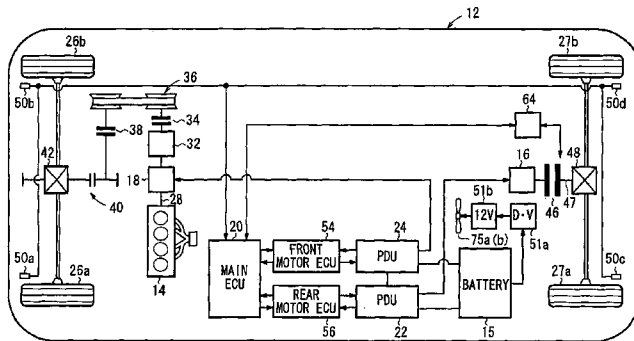 12
26b
27b
50b
50d
36
34
38
32
64
42
48
18
16
40
28
46
47
51b
12V
D·V
51a
75a(b)
20
54
24
MAIN ECU
FRONT MOTOR ECU
PDU
REAR MOTOR ECU
PDU
BATTERY
50a
26a
14
56
22
15
27a
50c